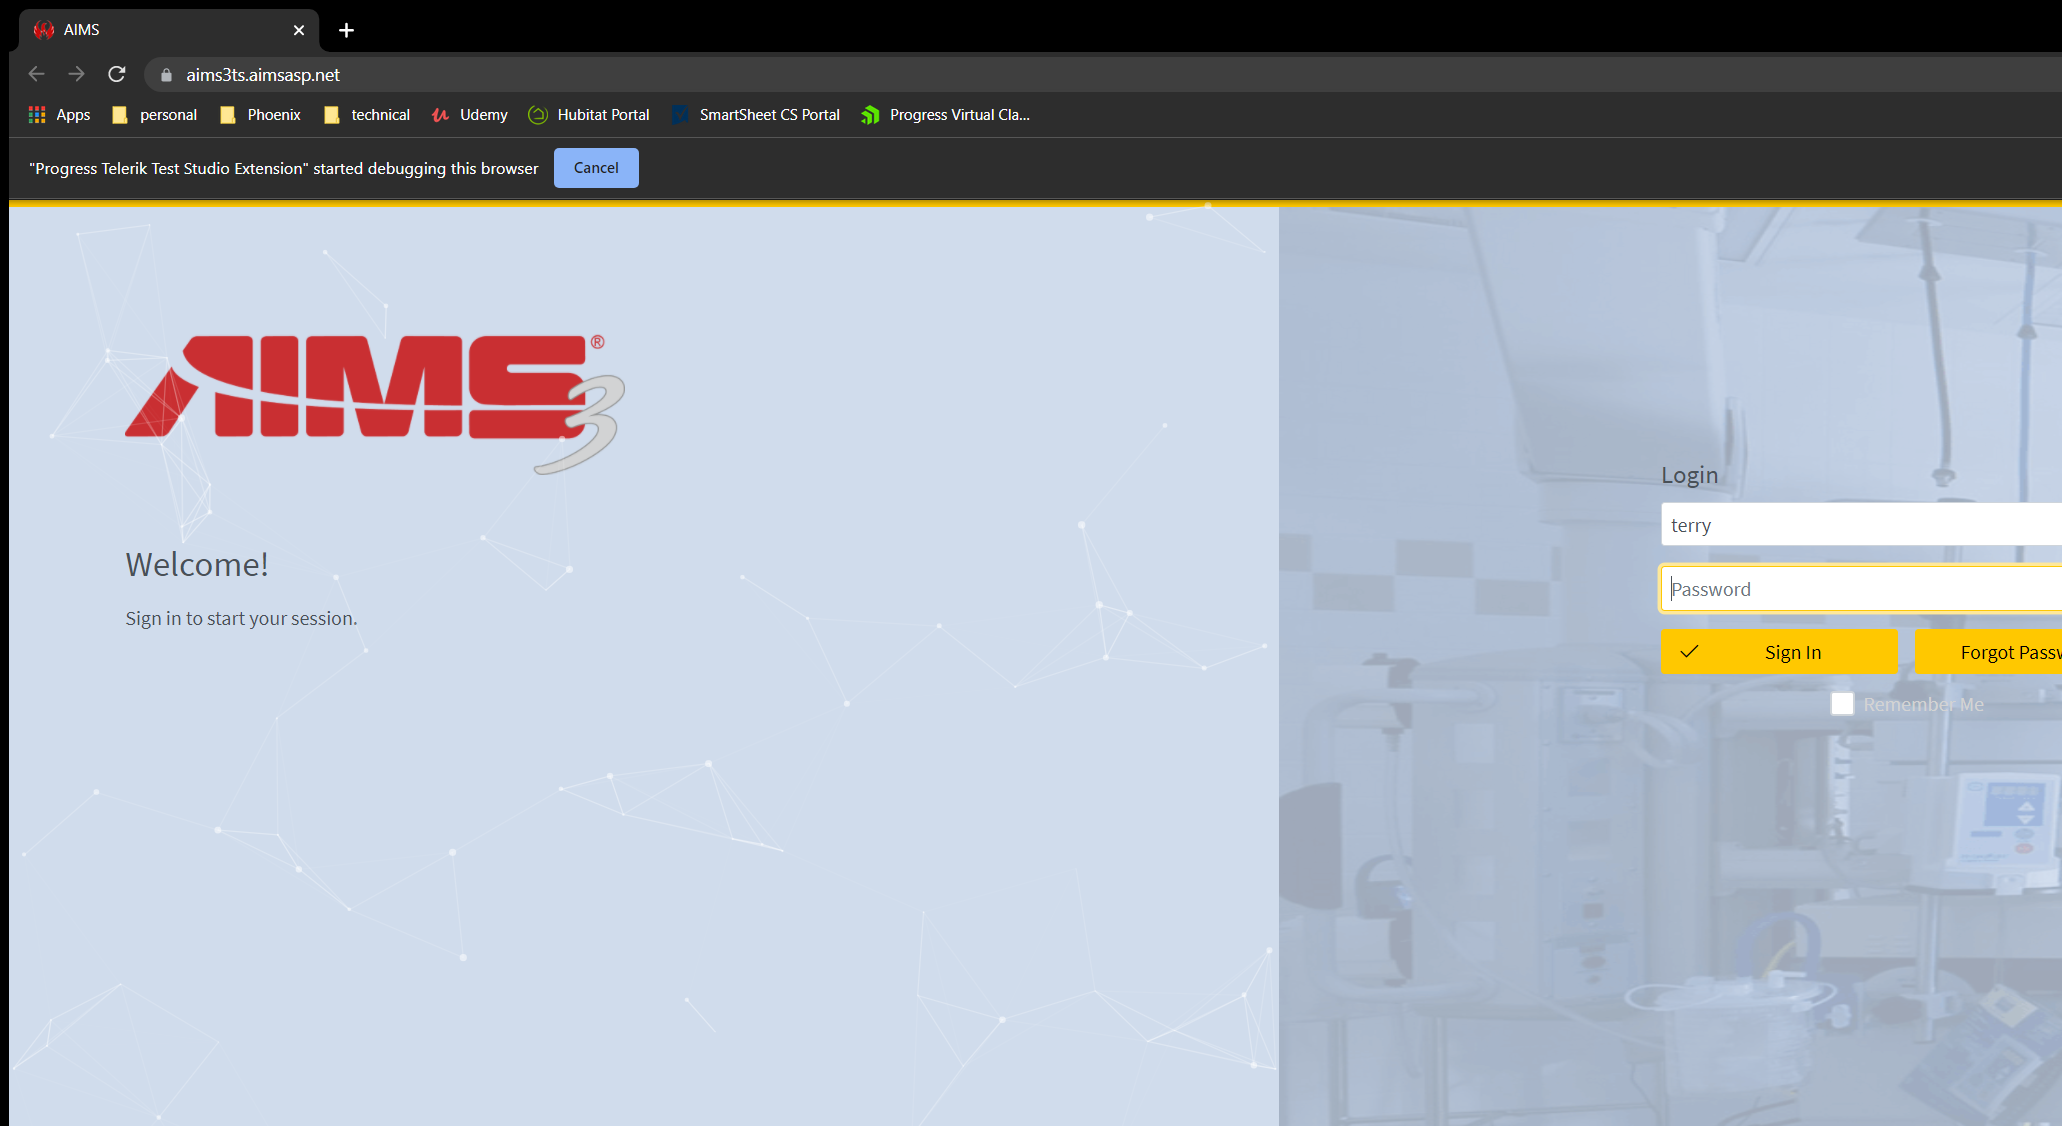 AIMS
aims3ts.aimsasp.net
Apps personal Phoenix technical Udemy Hubitat Portal SmartSheet CS Portal Progress Virtual Cla...
"Progress Telerik Test Studio Extension" started debugging this browser Cancel
AIMS3®
Welcome!
Sign in to start your session.
Login
terry
Password
Sign In Forgot Passw
Remember Me